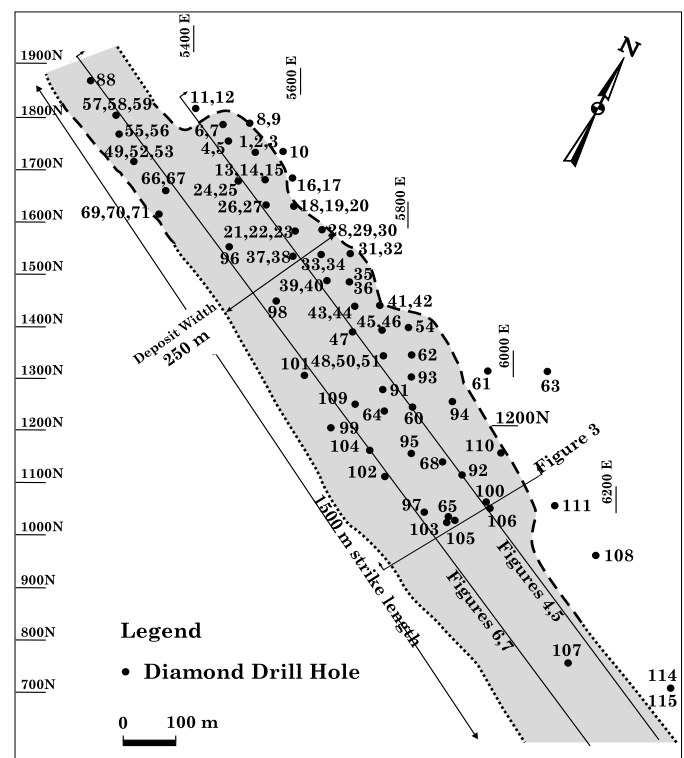 N
5400 E
5600 E
5800 E
6000 E
6200 E
1900N
1800N
1700N
1600N
1500N
1400N
1300N
1200N
1100N
1000N
900N
800N
700N
1200N
88
57,58,59
55,56
49,52,53
66,67
69,70,71
11,12
8,9
6,7
4,5
1,2,3
10
13,14,15
16,17
24,25
26,27
18,19,20
21,22,23
28,29,30
96
37,38
33,34
31,32
35
36
39,40
98
43,44
41,42
45,46
54
47
48,50,51
62
101
93
61
63
91
109
64
60
94
99
95
110
104
68
92
102
100
97
65
106
111
103
105
108
107
114
115
Deposit Width
250 m
1500 m strike length
Figure 3
Figures 4,5
Figures 6,7
Legend
Diamond Drill Hole
0 100 m